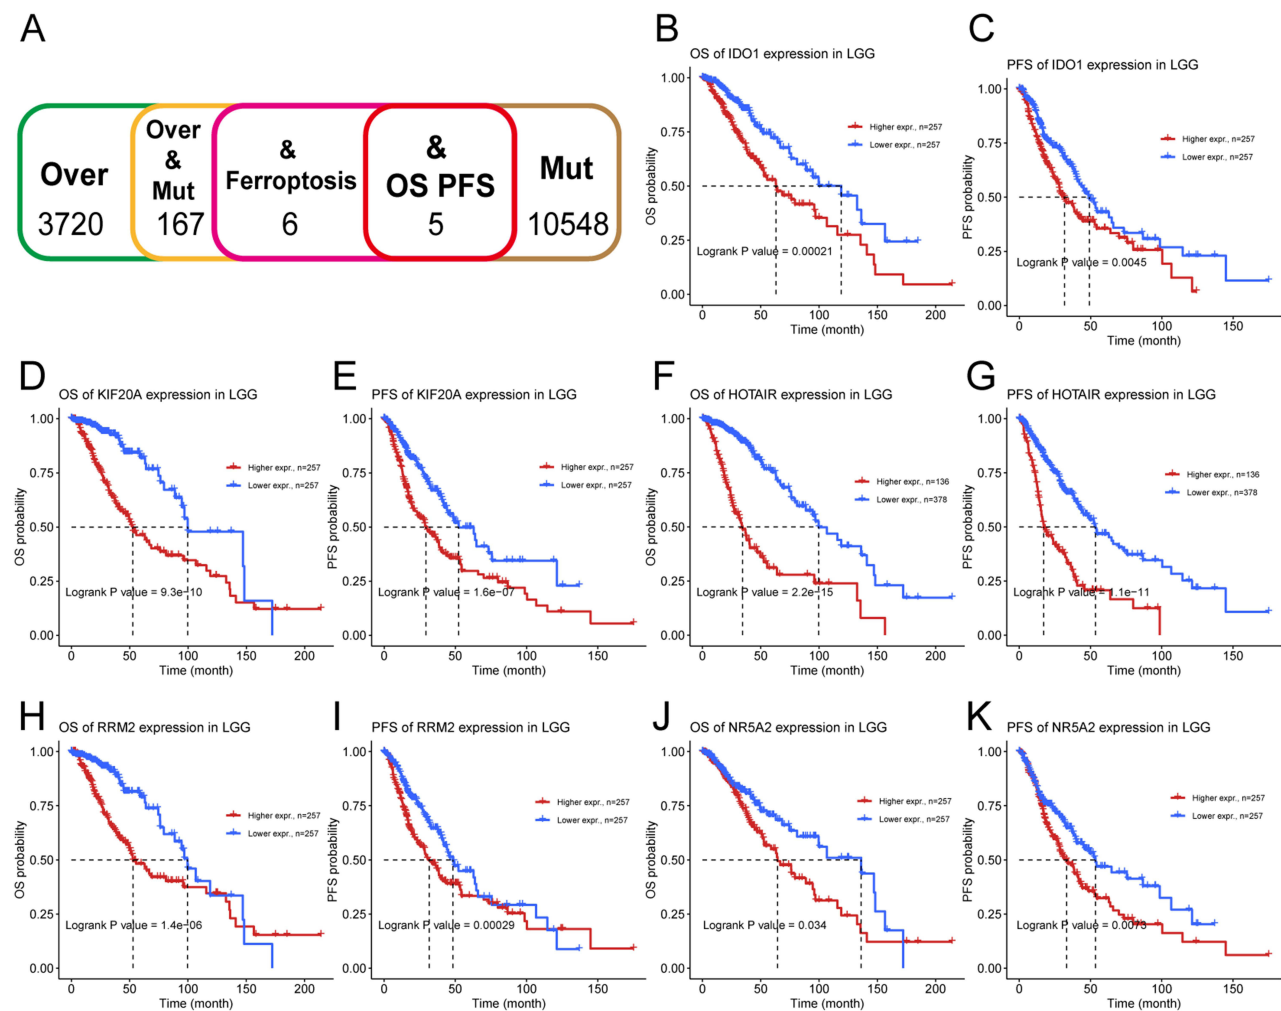 A
Over
3720
Over
&
Mut
167
&
Ferroptosis
6
&
OS PFS
5
Mut
10548
B
OS of IDO1 expression in LGG
OS probability
1.00
0.75
0.50
0.25
0.00
Higher expr., n=257
Lower expr., n=257
Logrank P value = 0.00021
0 50 100 150 200
Time (month)
C
PFS of IDO1 expression in LGG
PFS probability
1.00
0.75
0.50
0.25
0.00
Higher expr., n=257
Lower expr., n=257
Logrank P value = 0.0045
0 50 100 150
Time (month)
D
OS of KIF20A expression in LGG
OS probability
1.00
0.75
0.50
0.25
0.00
Higher expr., n=257
Lower expr., n=257
Logrank P value = 9.3e−10
0 50 100 150 200
Time (month)
E
PFS of KIF20A expression in LGG
PFS probability
1.00
0.75
0.50
0.25
0.00
Higher expr., n=257
Lower expr., n=257
Logrank P value = 1.6e−07
0 50 100 150
Time (month)
F
OS of HOTAIR expression in LGG
OS probability
1.00
0.75
0.50
0.25
0.00
Higher expr., n=136
Lower expr., n=378
Logrank P value = 2.2e−15
0 50 100 150 200
Time (month)
G
PFS of HOTAIR expression in LGG
PFS probability
1.00
0.75
0.50
0.25
0.00
Higher expr., n=136
Lower expr., n=378
Logrank P value = 1.1e−11
0 50 100 150
Time (month)
H
OS of RRM2 expression in LGG
OS probability
1.00
0.75
0.50
0.25
0.00
Higher expr., n=257
Lower expr., n=257
Logrank P value = 1.4e−06
0 50 100 150 200
Time (month)
I
PFS of RRM2 expression in LGG
PFS probability
1.00
0.75
0.50
0.25
0.00
Higher expr., n=257
Lower expr., n=257
Logrank P value = 0.00029
0 50 100 150
Time (month)
J
OS of NR5A2 expression in LGG
OS probability
1.00
0.75
0.50
0.25
0.00
Higher expr., n=257
Lower expr., n=257
Logrank P value = 0.034
0 50 100 150 200
Time (month)
K
PFS of NR5A2 expression in LGG
PFS probability
1.00
0.75
0.50
0.25
0.00
Higher expr., n=257
Lower expr., n=257
Logrank P value = 0.0073
0 50 100 150
Time (month)